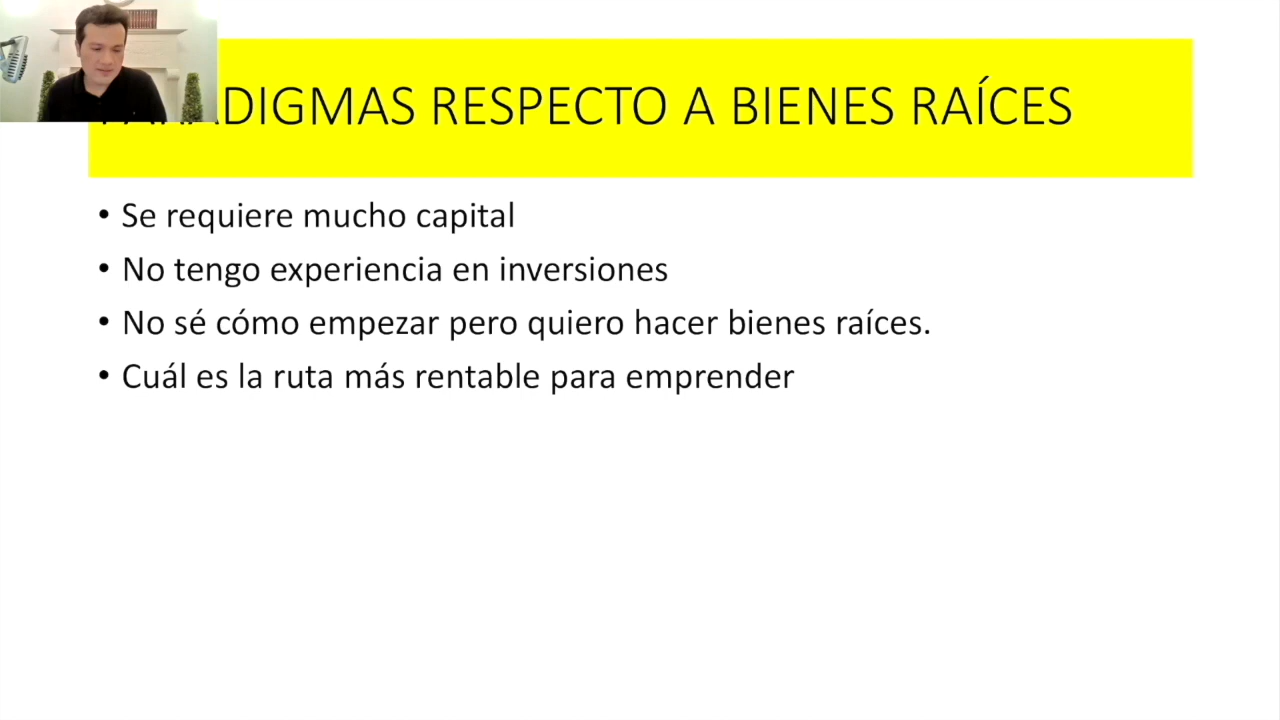 DIGMAS RESPECTO A BIENES RAÍCES
• Se requiere mucho capital
• No tengo experiencia en inversiones
• No sé cómo empezar pero quiero hacer bienes raíces.
• Cuál es la ruta más rentable para emprender